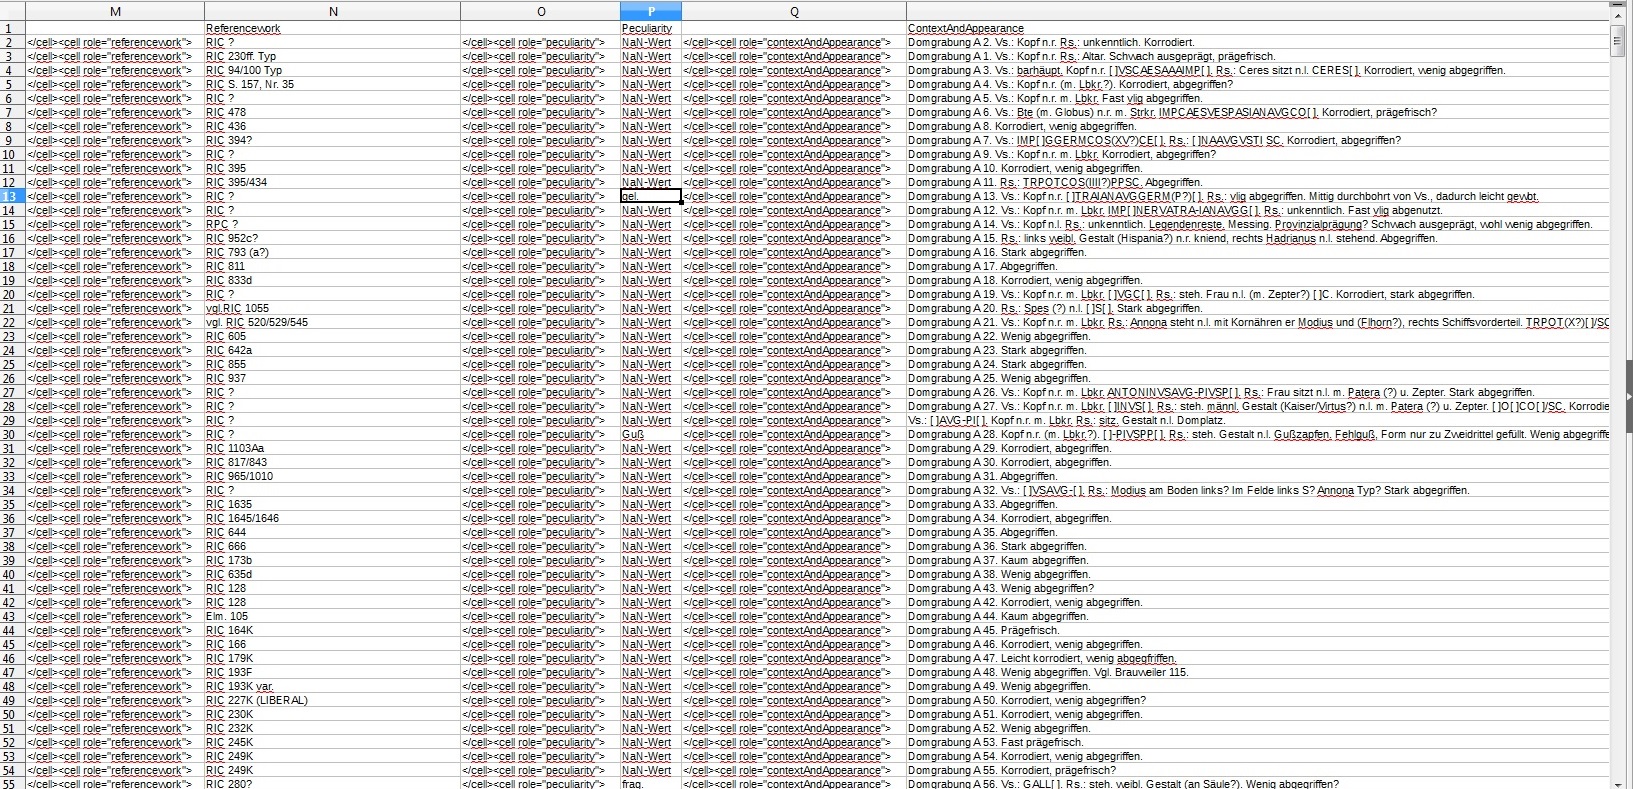 M N O P Q
1 Referencework Peculiarity ContextAndAppearance
2 </cell><cell role="referencework"> RIC ? </cell><cell role="peculiarity"> NaN-Wert </cell><cell role="contextAndAppearance"> Domgrabung A 2. Vs.: Kopf n.r. Rs.: unkenntlich. Korrodiert.
3 </cell><cell role="referencework"> RIC 230ff. Typ </cell><cell role="peculiarity"> NaN-Wert </cell><cell role="contextAndAppearance"> Domgrabung A 1. Vs.: Kopf n.r. Rs.: Altar. Schwach ausgeprägt, prägefrisch.
4 </cell><cell role="referencework"> RIC 94/100 Typ </cell><cell role="peculiarity"> NaN-Wert </cell><cell role="contextAndAppearance"> Domgrabung A 3. Vs.: barhäupt. Kopf n.r. [ ]VSCAESAAAIMP[ ]. Rs.: Ceres sitzt n.l. CERES[ ]. Korrodiert, wenig abgegriffen.
5 </cell><cell role="referencework"> RIC S. 157, Nr. 35 </cell><cell role="peculiarity"> NaN-Wert </cell><cell role="contextAndAppearance"> Domgrabung A 4. Vs.: Kopf n.r. (m. Lbkr.?). Korrodiert, abgegriffen?
6 </cell><cell role="referencework"> RIC ? </cell><cell role="peculiarity"> NaN-Wert </cell><cell role="contextAndAppearance"> Domgrabung A 5. Vs.: Kopf n.r. m. Lbkr. Fast vlig abgegriffen.
7 </cell><cell role="referencework"> RIC 478 </cell><cell role="peculiarity"> NaN-Wert </cell><cell role="contextAndAppearance"> Domgrabung A 6. Vs.: Bte (m. Globus) n.r. m. Strkr. IMPCAESVESPASIANAVGCO[ ]. Korrodiert, prägefrisch?
8 </cell><cell role="referencework"> RIC 436 </cell><cell role="peculiarity"> NaN-Wert </cell><cell role="contextAndAppearance"> Domgrabung A 8. Korrodiert, wenig abgegriffen.
9 </cell><cell role="referencework"> RIC 394? </cell><cell role="peculiarity"> NaN-Wert </cell><cell role="contextAndAppearance"> Domgrabung A 7. Vs.: IMP[ ]GGERMCOS(XV?)CE[ ]. Rs.: [ ]NAAVGVSTI SC. Korrodiert, abgegriffen?
10 </cell><cell role="referencework"> RIC ? </cell><cell role="peculiarity"> NaN-Wert </cell><cell role="contextAndAppearance"> Domgrabung A 9. Vs.: Kopf n.r. m. Lbkr. Korrodiert, abgegriffen?
11 </cell><cell role="referencework"> RIC 395 </cell><cell role="peculiarity"> NaN-Wert </cell><cell role="contextAndAppearance"> Domgrabung A 10. Korrodiert, wenig abgegriffen.
12 </cell><cell role="referencework"> RIC 395/434 </cell><cell role="peculiarity"> NaN-Wert </cell><cell role="contextAndAppearance"> Domgrabung A 11. Rs.: TRPOTCOS(IIII?)PPSC. Abgegriffen.
13 </cell><cell role="referencework"> RIC ? </cell><cell role="peculiarity"> gel. </cell><cell role="contextAndAppearance"> Domgrabung A 13. Vs.: Kopf n.r. [ ]TRAIANAVGGERM(P?)[ ]. Rs.: vlig abgegriffen. Mittig durchbohrt von Vs., dadurch leicht gewbt.
14 </cell><cell role="referencework"> RIC ? </cell><cell role="peculiarity"> NaN-Wert </cell><cell role="contextAndAppearance"> Domgrabung A 12. Vs.: Kopf n.r. m. Lbkr. IMP[ ]NERVATRA-IANAVGG[ ]. Rs.: unkenntlich. Fast vlig abgenutzt.
15 </cell><cell role="referencework"> RPC ? </cell><cell role="peculiarity"> NaN-Wert </cell><cell role="contextAndAppearance"> Domgrabung A 14. Vs.: Kopf n.l. Rs.: unkenntlich. Legendenreste. Messing. Provinzialprägung? Schwach ausgeprägt, wohl wenig abgegriffen.
16 </cell><cell role="referencework"> RIC 952c? </cell><cell role="peculiarity"> NaN-Wert </cell><cell role="contextAndAppearance"> Domgrabung A 15. Rs.: links weibl. Gestalt (Hispania?) n.r. kniend, rechts Hadrianus n.l. stehend. Abgegriffen.
17 </cell><cell role="referencework"> RIC 793 (a?) </cell><cell role="peculiarity"> NaN-Wert </cell><cell role="contextAndAppearance"> Domgrabung A 16. Stark abgegriffen.
18 </cell><cell role="referencework"> RIC 811 </cell><cell role="peculiarity"> NaN-Wert </cell><cell role="contextAndAppearance"> Domgrabung A 17. Abgegriffen.
19 </cell><cell role="referencework"> RIC 833d </cell><cell role="peculiarity"> NaN-Wert </cell><cell role="contextAndAppearance"> Domgrabung A 18. Korrodiert, wenig abgegriffen.
20 </cell><cell role="referencework"> RIC ? </cell><cell role="peculiarity"> NaN-Wert </cell><cell role="contextAndAppearance"> Domgrabung A 19. Vs.: Kopf n.r. m. Lbkr. [ ]VGC[ ]. Rs.: steh. Frau n.l. (m. Zepter?) [ ]C. Korrodiert, stark abgegriffen.
21 </cell><cell role="referencework"> vgl.RIC 1055 </cell><cell role="peculiarity"> NaN-Wert </cell><cell role="contextAndAppearance"> Domgrabung A 20. Rs.: Spes (?) n.l. [ ]S[ ]. Stark abgegriffen.
22 </cell><cell role="referencework"> vgl. RIC 520/529/545 </cell><cell role="peculiarity"> NaN-Wert </cell><cell role="contextAndAppearance"> Domgrabung A 21. Vs.: Kopf n.r. m. Lbkr. Rs.: Annona steht n.l. mit Kornähren er Modius und (Flhorn?), rechts Schiffsvorderteil. TRPOT(X?)[ ]/SC
23 </cell><cell role="referencework"> RIC 605 </cell><cell role="peculiarity"> NaN-Wert </cell><cell role="contextAndAppearance"> Domgrabung A 22. Wenig abgegriffen.
24 </cell><cell role="referencework"> RIC 642a </cell><cell role="peculiarity"> NaN-Wert </cell><cell role="contextAndAppearance"> Domgrabung A 23. Stark abgegriffen.
25 </cell><cell role="referencework"> RIC 855 </cell><cell role="peculiarity"> NaN-Wert </cell><cell role="contextAndAppearance"> Domgrabung A 24. Stark abgegriffen.
26 </cell><cell role="referencework"> RIC 937 </cell><cell role="peculiarity"> NaN-Wert </cell><cell role="contextAndAppearance"> Domgrabung A 25. Wenig abgegriffen.
27 </cell><cell role="referencework"> RIC ? </cell><cell role="peculiarity"> NaN-Wert </cell><cell role="contextAndAppearance"> Domgrabung A 26. Vs.: Kopf n.r. m. Lbkr. ANTONINVSAVG-PIVSP[ ]. Rs.: Frau sitzt n.l. m. Patera (?) u. Zepter. Stark abgegriffen.
28 </cell><cell role="referencework"> RIC ? </cell><cell role="peculiarity"> NaN-Wert </cell><cell role="contextAndAppearance"> Domgrabung A 27. Vs.: Kopf n.r. m. Lbkr. [ ]INVS[ ]. Rs.: steh. männl. Gestalt (Kaiser/Virtus?) n.l. m. Patera (?) u. Zepter. [ ]O[ ]CO[ ]/SC. Korrodie
29 </cell><cell role="referencework"> RIC ? </cell><cell role="peculiarity"> NaN-Wert </cell><cell role="contextAndAppearance"> Vs.: [ ]AVG-PI[ ]. Kopf n.r. m. Lbkr. Rs.: sitz. Gestalt n.l. Domplatz.
30 </cell><cell role="referencework"> RIC ? </cell><cell role="peculiarity"> Guß </cell><cell role="contextAndAppearance"> Domgrabung A 28. Kopf n.r. (m. Lbkr.?). [ ]-PIVSPP[ ]. Rs.: steh. Gestalt n.l. Gußzapfen. Fehlguß, Form nur zu Zweidrittel gefüllt. Wenig abgegriffe
31 </cell><cell role="referencework"> RIC 1103Aa </cell><cell role="peculiarity"> NaN-Wert </cell><cell role="contextAndAppearance"> Domgrabung A 29. Korrodiert, abgegriffen.
32 </cell><cell role="referencework"> RIC 817/843 </cell><cell role="peculiarity"> NaN-Wert </cell><cell role="contextAndAppearance"> Domgrabung A 30. Korrodiert, abgegriffen.
33 </cell><cell role="referencework"> RIC 965/1010 </cell><cell role="peculiarity"> NaN-Wert </cell><cell role="contextAndAppearance"> Domgrabung A 31. Abgegriffen.
34 </cell><cell role="referencework"> RIC ? </cell><cell role="peculiarity"> NaN-Wert </cell><cell role="contextAndAppearance"> Domgrabung A 32. Vs.: [ ]VSAVG-[ ]. Rs.: Modius am Boden links? Im Felde links S? Annona Typ? Stark abgegriffen.
35 </cell><cell role="referencework"> RIC 1635 </cell><cell role="peculiarity"> NaN-Wert </cell><cell role="contextAndAppearance"> Domgrabung A 33. Abgegriffen.
36 </cell><cell role="referencework"> RIC 1645/1646 </cell><cell role="peculiarity"> NaN-Wert </cell><cell role="contextAndAppearance"> Domgrabung A 34. Korrodiert, abgegriffen.
37 </cell><cell role="referencework"> RIC 644 </cell><cell role="peculiarity"> NaN-Wert </cell><cell role="contextAndAppearance"> Domgrabung A 35. Abgegriffen.
38 </cell><cell role="referencework"> RIC 666 </cell><cell role="peculiarity"> NaN-Wert </cell><cell role="contextAndAppearance"> Domgrabung A 36. Stark abgegriffen.
39 </cell><cell role="referencework"> RIC 173b </cell><cell role="peculiarity"> NaN-Wert </cell><cell role="contextAndAppearance"> Domgrabung A 37. Kaum abgegriffen.
40 </cell><cell role="referencework"> RIC 635d </cell><cell role="peculiarity"> NaN-Wert </cell><cell role="contextAndAppearance"> Domgrabung A 38. Wenig abgegriffen.
41 </cell><cell role="referencework"> RIC 128 </cell><cell role="peculiarity"> NaN-Wert </cell><cell role="contextAndAppearance"> Domgrabung A 43. Wenig abgegriffen?
42 </cell><cell role="referencework"> RIC 128 </cell><cell role="peculiarity"> NaN-Wert </cell><cell role="contextAndAppearance"> Domgrabung A 42. Korrodiert, wenig abgegriffen.
43 </cell><cell role="referencework"> Elm. 105 </cell><cell role="peculiarity"> NaN-Wert </cell><cell role="contextAndAppearance"> Domgrabung A 44. Kaum abgegriffen.
44 </cell><cell role="referencework"> RIC 164K </cell><cell role="peculiarity"> NaN-Wert </cell><cell role="contextAndAppearance"> Domgrabung A 45. Prägefrisch.
45 </cell><cell role="referencework"> RIC 166 </cell><cell role="peculiarity"> NaN-Wert </cell><cell role="contextAndAppearance"> Domgrabung A 46. Korrodiert, wenig abgegriffen.
46 </cell><cell role="referencework"> RIC 179K </cell><cell role="peculiarity"> NaN-Wert </cell><cell role="contextAndAppearance"> Domgrabung A 47. Leicht korrodiert, wenig abgegfriffen.
47 </cell><cell role="referencework"> RIC 193F </cell><cell role="peculiarity"> NaN-Wert </cell><cell role="contextAndAppearance"> Domgrabung A 48. Wenig abgegriffen. Vgl. Brauweiler 115.
48 </cell><cell role="referencework"> RIC 193K var. </cell><cell role="peculiarity"> NaN-Wert </cell><cell role="contextAndAppearance"> Domgrabung A 49. Wenig abgegriffen.
49 </cell><cell role="referencework"> RIC 227K (LIBERAL) </cell><cell role="peculiarity"> NaN-Wert </cell><cell role="contextAndAppearance"> Domgrabung A 50. Korrodiert, wenig abgegriffen?
50 </cell><cell role="referencework"> RIC 230K </cell><cell role="peculiarity"> NaN-Wert </cell><cell role="contextAndAppearance"> Domgrabung A 51. Korrodiert, wenig abgegriffen.
51 </cell><cell role="referencework"> RIC 232K </cell><cell role="peculiarity"> NaN-Wert </cell><cell role="contextAndAppearance"> Domgrabung A 52. Wenig abgegriffen.
52 </cell><cell role="referencework"> RIC 245K </cell><cell role="peculiarity"> NaN-Wert </cell><cell role="contextAndAppearance"> Domgrabung A 53. Fast prägefrisch.
53 </cell><cell role="referencework"> RIC 249K </cell><cell role="peculiarity"> NaN-Wert </cell><cell role="contextAndAppearance"> Domgrabung A 54. Korrodiert, wenig abgegriffen.
54 </cell><cell role="referencework"> RIC 249K </cell><cell role="peculiarity"> NaN-Wert </cell><cell role="contextAndAppearance"> Domgrabung A 55. Korrodiert, prägefrisch?
55 </cell><cell role="referencework"> RIC 280? </cell><cell role="peculiarity"> frag. </cell><cell role="contextAndAppearance"> Domgrabung A 56. Vs.: GALL[ ]. Rs.: steh. weibl. Gestalt (an Säule?). Wenig abgegriffen?